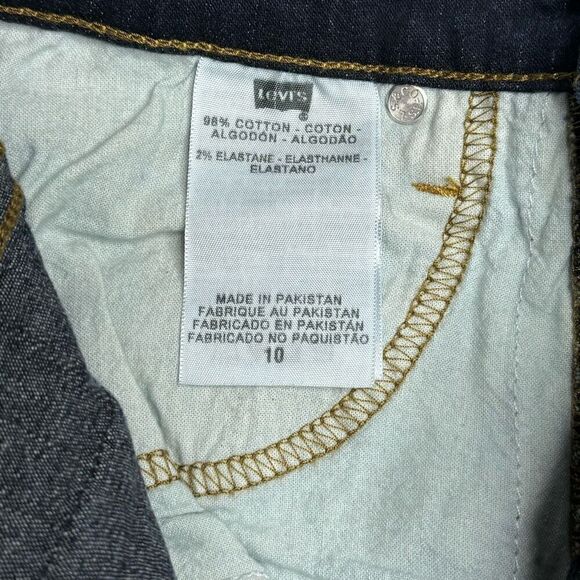 Levi's
®
98% COTTON - COTON -
ALGODÓN - ALGODÃO
2% ELASTANE - ELASTHANNE -
ELASTANO
MADE IN PAKISTAN
FABRIQUE AU PAKISTAN
FABRICADO EN PAKISTÁN
FABRICADO NO PAQUISTÃO
10